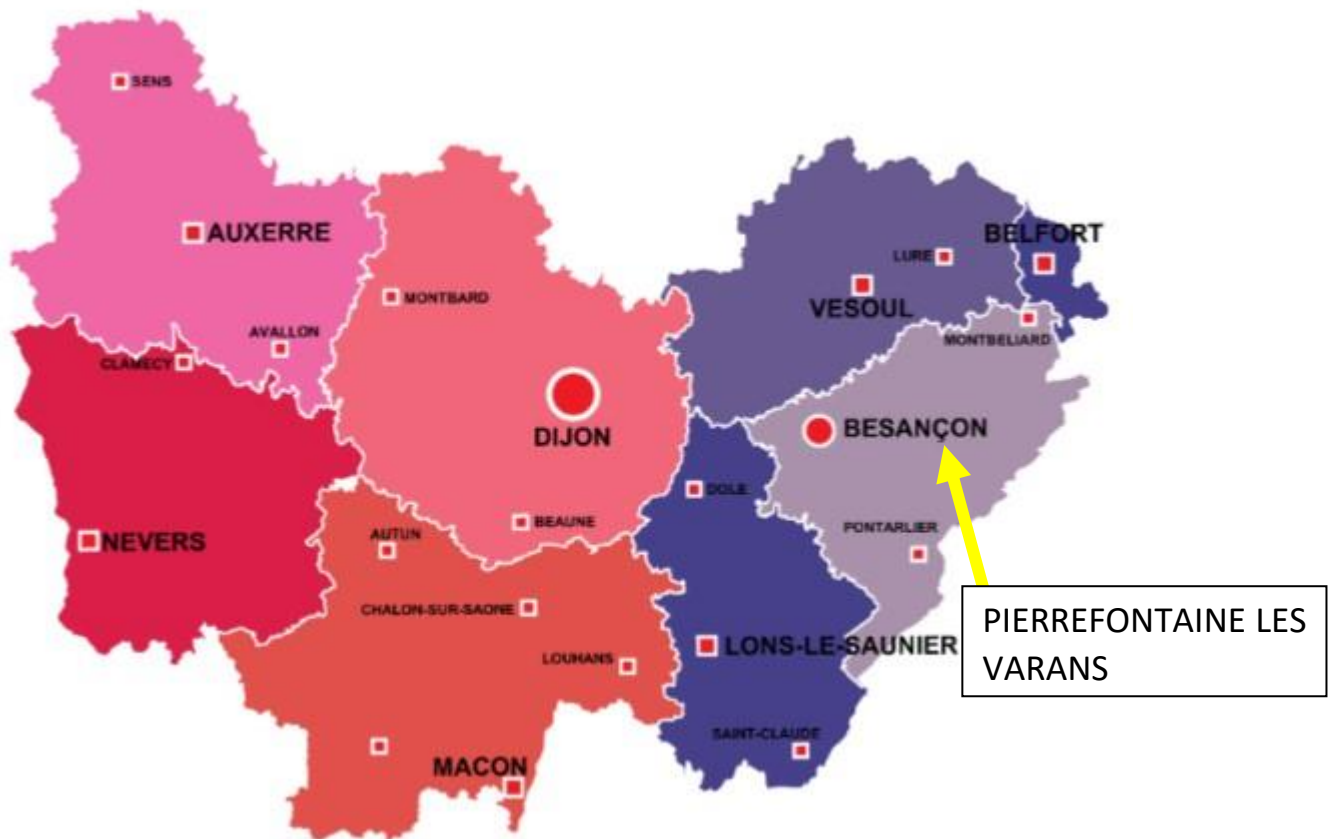 SENS
AUXERRE
BELFORT
LURE
MONTBARD
VESOUL
AVALLON
MONTBELIARD
CLAMECY
BESANÇON
DIJON
DOLE
BEAUNE
PONTARLIER
AUTUN
NEVERS
CHALON-SUR-SAONE
PIERREFONTAINE LES
VARANS
LONS-LE-SAUNIER
LOUHANS
SAINT-CLAUDE
MACON